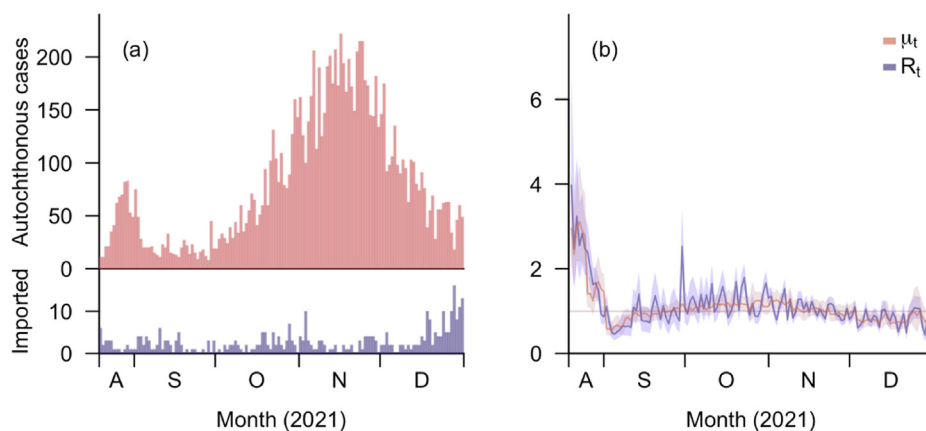 (a)
Autochthonous cases
200
150
100
50
0
Imported
10
0
A S O N D
Month (2021)
(b)
μt
Rt
6
4
2
0
A S O N D
Month (2021)